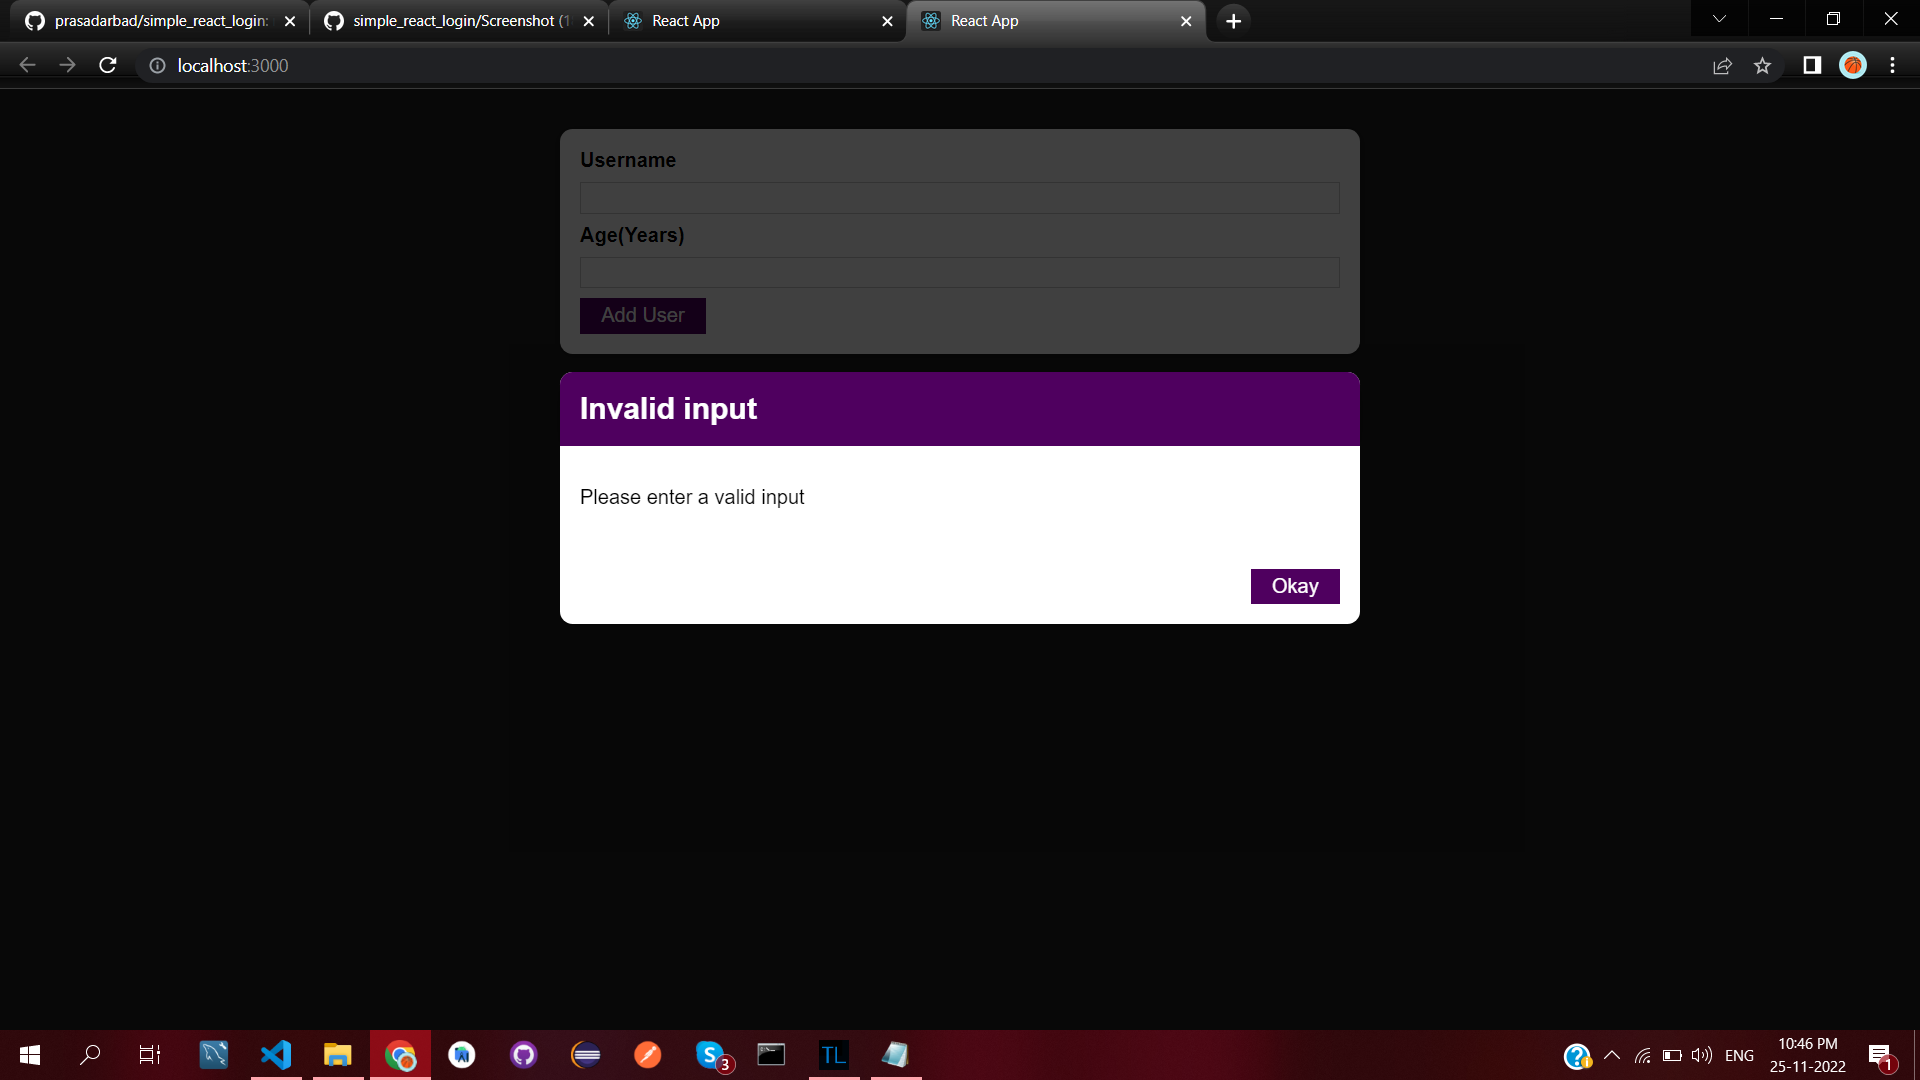 prasadarbad/simple_react_login:
simple_react_login/Screenshot (1
React App
React App
localhost:3000
Username
Age(Years)
Add User
Invalid input
Please enter a valid input
Okay
S 3
TL
ENG
10:46 PM
25-11-2022
1